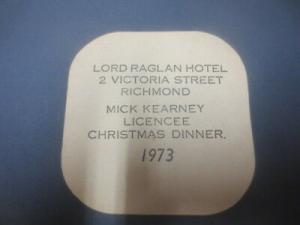 LORD RAGLAN HOTEL
2 VICTORIA STREET
RICHMOND
MICK KEARNEY
LICENCEE
CHRISTMAS DINNER.
1973